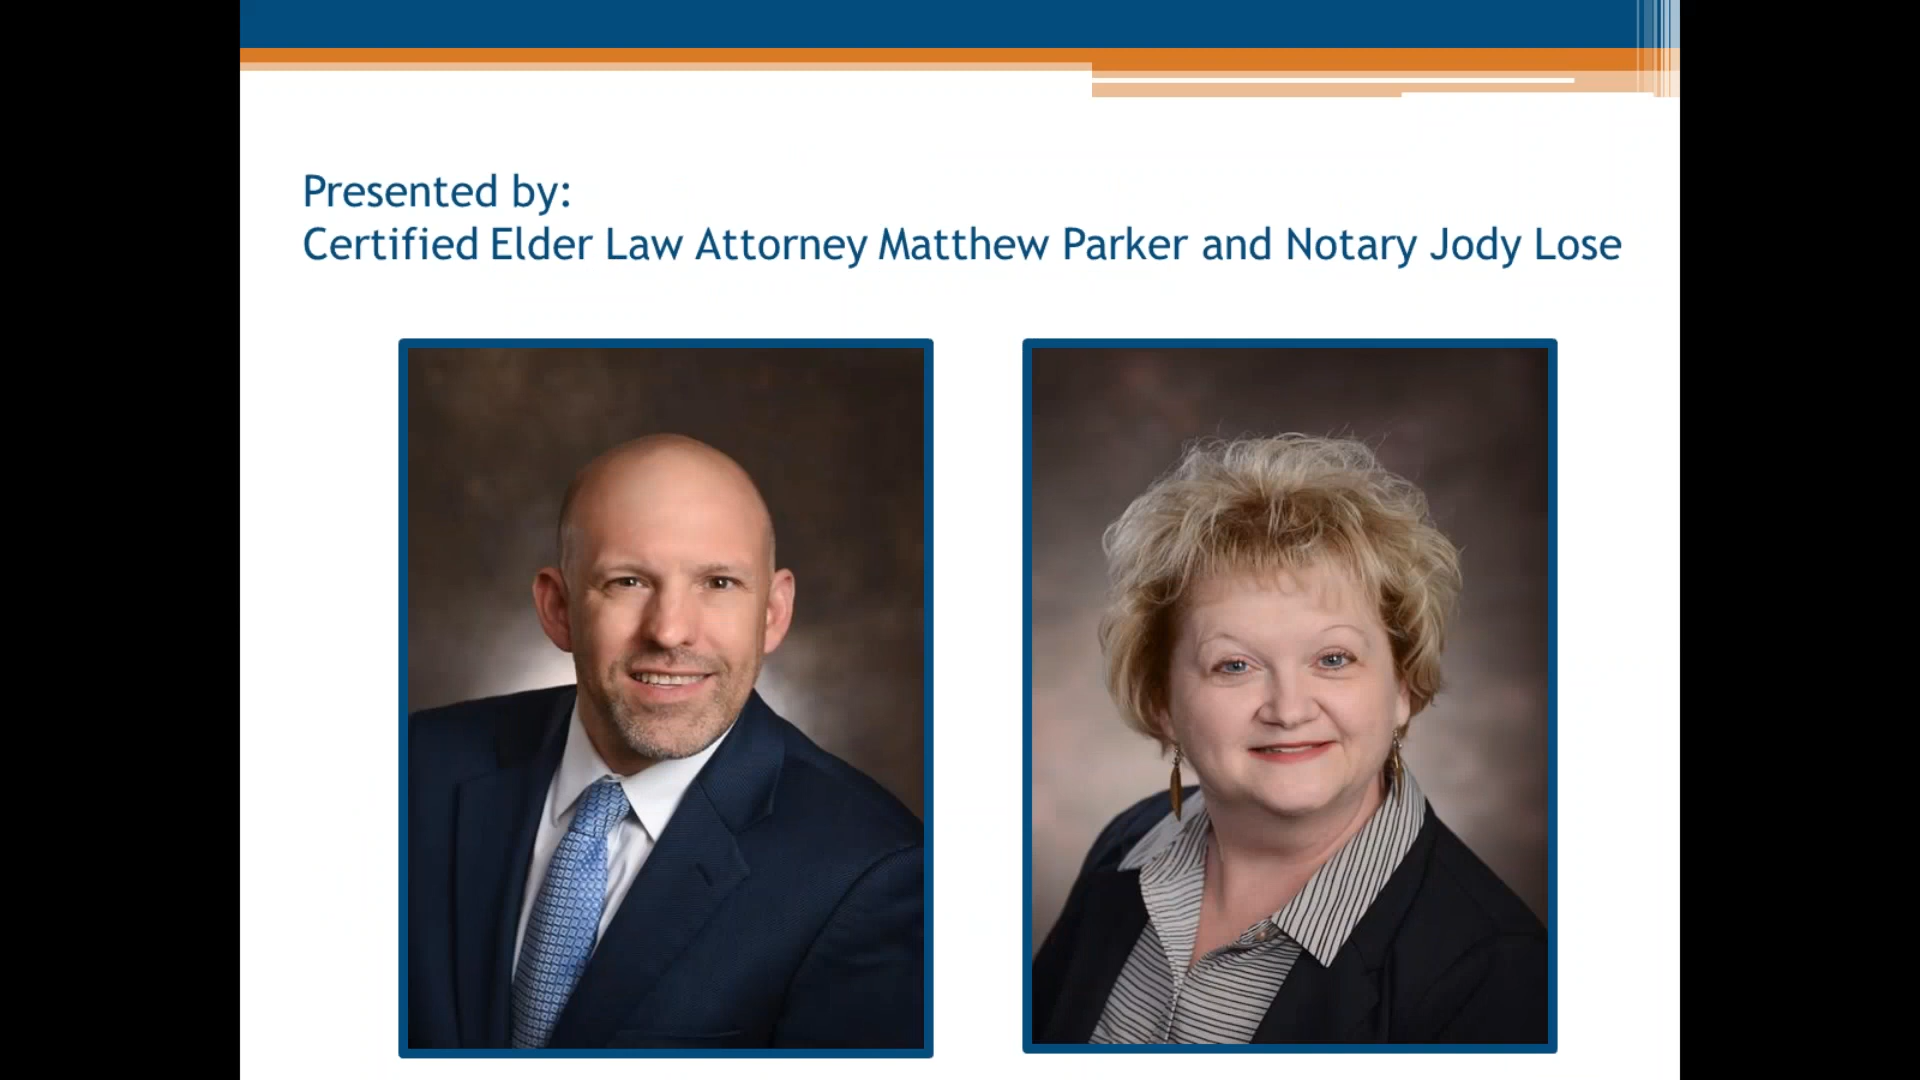 Presented by:
Certified Elder Law Attorney Matthew Parker and Notary Jody Lose